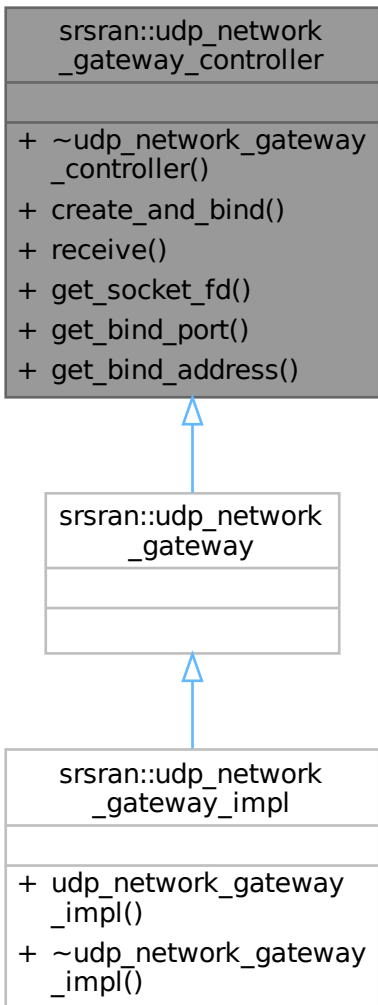 srsran::udp_network
_gateway_controller
+ ~udp_network_gateway
_controller()
+ create_and_bind()
+ receive()
+ get_socket_fd()
+ get_bind_port()
+ get_bind_address()
srsran::udp_network
_gateway
srsran::udp_network
_gateway_impl
+ udp_network_gateway
_impl()
+ ~udp_network_gateway
_impl()